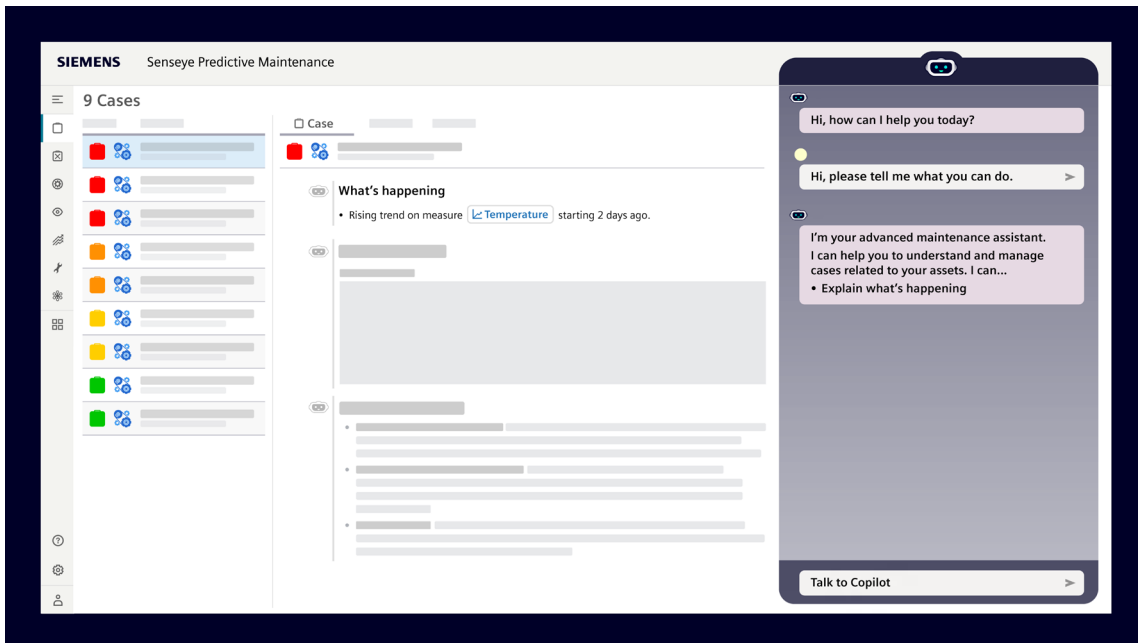 SIEMENS Senseye Predictive Maintenance
9 Cases
Case
What's happening
• Rising trend on measure Temperature starting 2 days ago.
Hi, how can I help you today?
Hi, please tell me what you can do.
I'm your advanced maintenance assistant.
I can help you to understand and manage
cases related to your assets. I can...
• Explain what's happening
Talk to Copilot